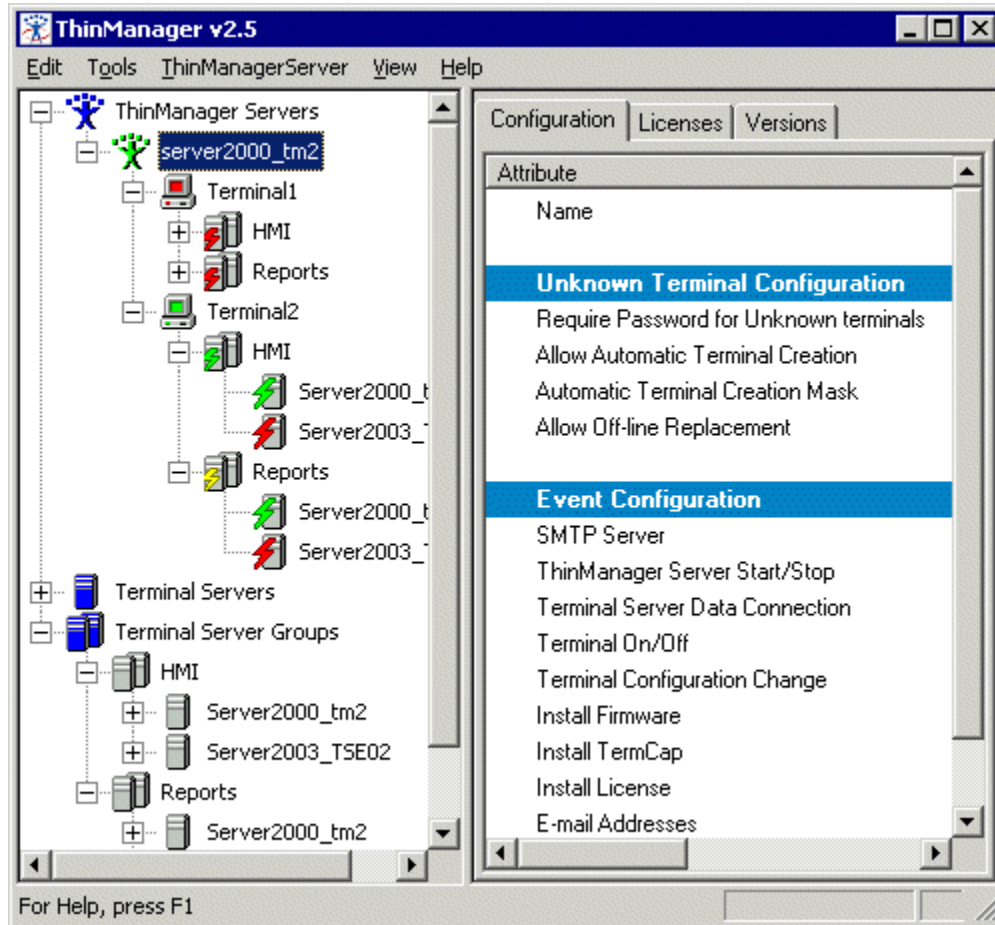 ThinManager v2.5
Edit Tools ThinManagerServer View Help
ThinManager Servers
server2000_tm2
Terminal1
HMI
Reports
Terminal2
HMI
Server2000_t
Server2003_T
Reports
Server2000_t
Server2003_T
Terminal Servers
Terminal Server Groups
HMI
Server2000_tm2
Server2003_TSE02
Reports
Server2000_tm2
Configuration Licenses Versions
Attribute
Name
Unknown Terminal Configuration
Require Password for Unknown terminals
Allow Automatic Terminal Creation
Automatic Terminal Creation Mask
Allow Off-line Replacement
Event Configuration
SMTP Server
ThinManager Server Start/Stop
Terminal Server Data Connection
Terminal On/Off
Terminal Configuration Change
Install Firmware
Install TermCap
Install License
E-mail Addresses
For Help, press F1